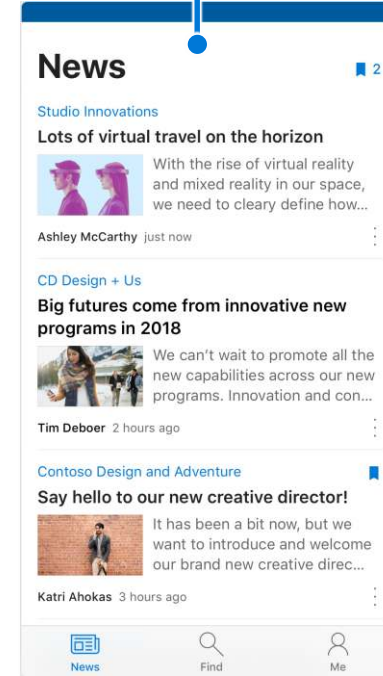 News
2
Studio Innovations
Lots of virtual travel on the horizon
With the rise of virtual reality
and mixed reality in our space,
we need to cleary define how...
Ashley McCarthy just now
CD Design + Us
Big futures come from innovative new
programs in 2018
We can't wait to promote all the
new capabilities across our new
programs. Innovation and con...
Tim Deboer 2 hours ago
Contoso Design and Adventure
Say hello to our new creative director!
It has been a bit now, but we
want to introduce and welcome
our brand new creative direc...
Katri Ahokas 3 hours ago
News Find Me